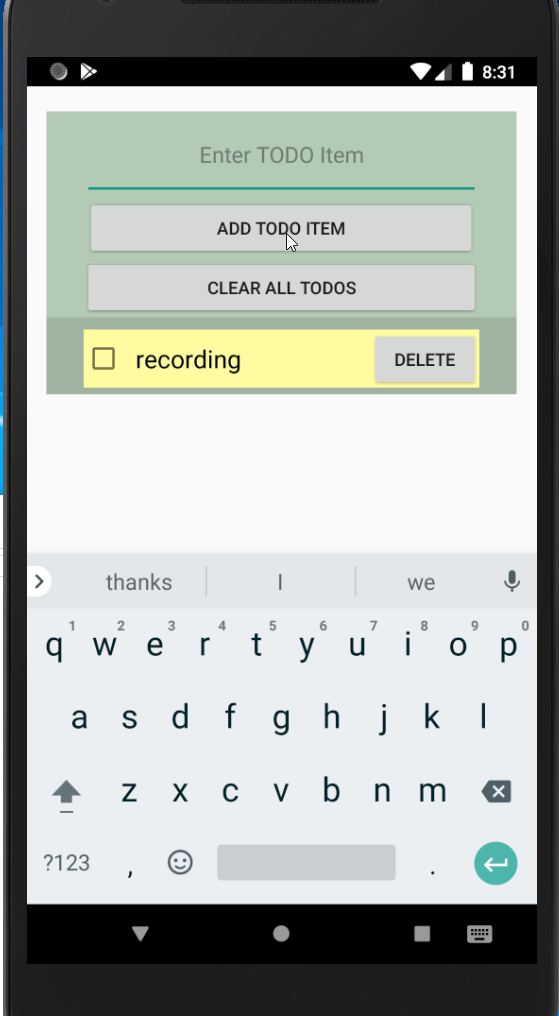 8:31
Enter TODO Item
ADD TODO ITEM
CLEAR ALL TODOS
recording DELETE
thanks I we
1 2 3 4 5 6 7 8 9 0
q w e r t y u i o p
a s d f g h j k l
z x c v b n m
?123 , .